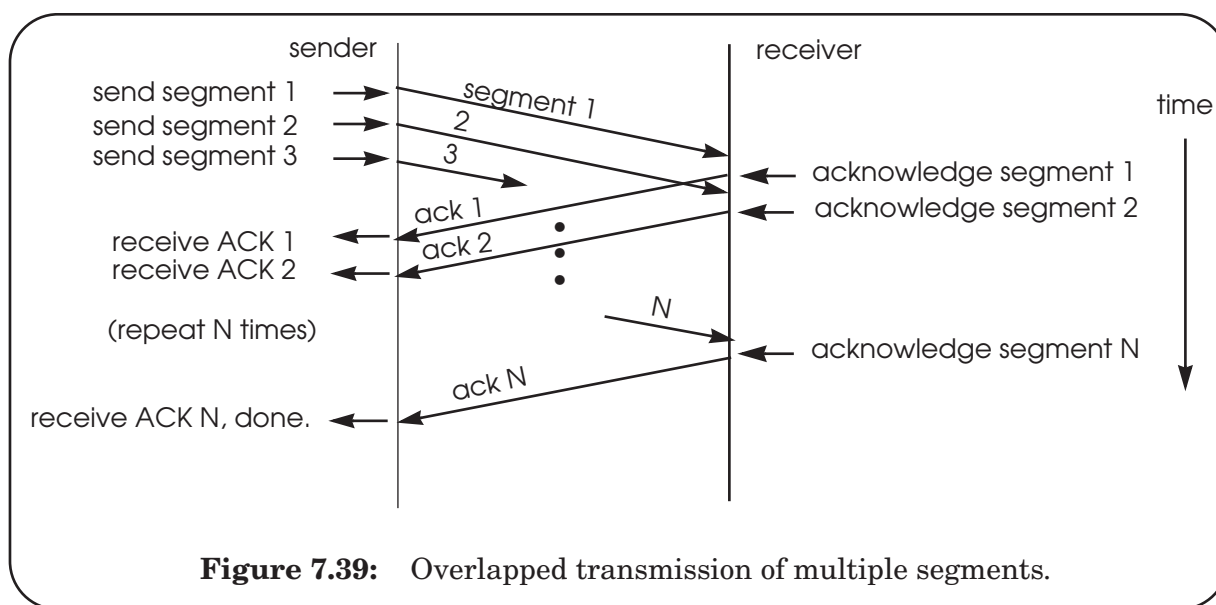 sender
receiver
send segment 1
segment 1
time
send segment 2
2
send segment 3
3
acknowledge segment 1
ack 1
acknowledge segment 2
receive ACK 1
ack 2
receive ACK 2
(repeat N times)
N
acknowledge segment N
ack N
receive ACK N, done.
Figure 7.39: Overlapped transmission of multiple segments.